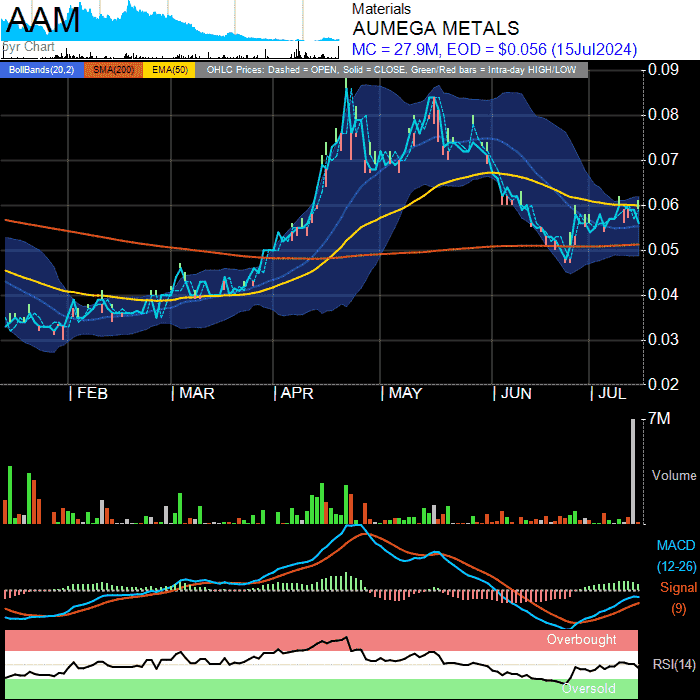 AAM
5yr Chart
Materials
AUMEGA METALS
MC = 27.9M, EOD = $0.056 (15Jul2024)
BollBands(20,2) SMA(200) EMA(50) OHLC Prices: Dashed = OPEN, Solid = CLOSE, Green/Red bars = Intra-day HIGH/LOW
0.09
0.08
0.07
0.06
0.05
0.04
0.03
0.02
| FEB | MAR | APR | MAY | JUN | JUL
7M
Volume
MACD
(12-26)
Signal
(9)
Overbought
RSI(14)
Oversold